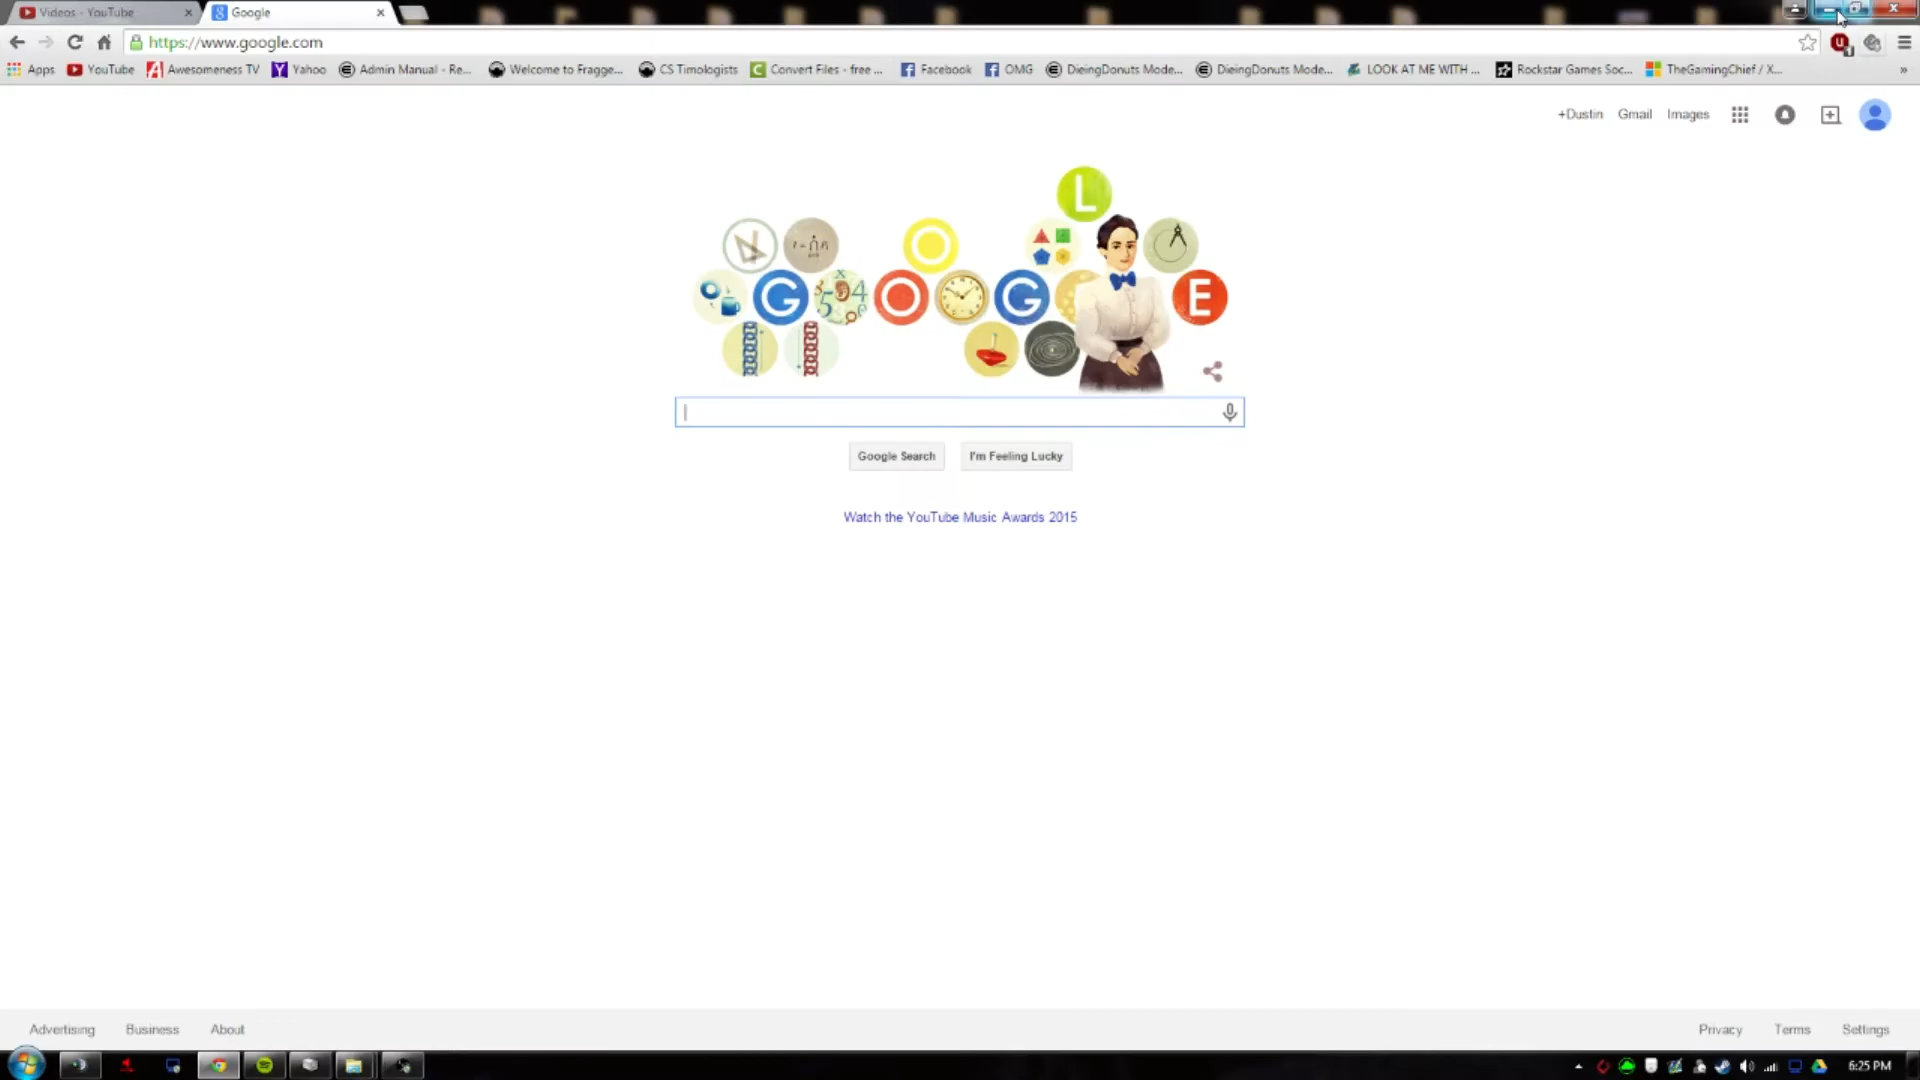 Videos - YouTube
Google
https://www.google.com
Apps YouTube Awesomeness TV Yahoo Admin Manual - Re... Welcome to Fragge... CS Timologists Convert Files - free ... Facebook OMG DieingDonuts Mode... DieingDonuts Mode... LOOK AT ME WITH ... Rockstar Games Soc... TheGamingChief / X... »
+Dustin Gmail Images
L
G O G E
Google Search I'm Feeling Lucky
Watch the YouTube Music Awards 2015
Advertising Business About Privacy Terms Settings
6:25 PM